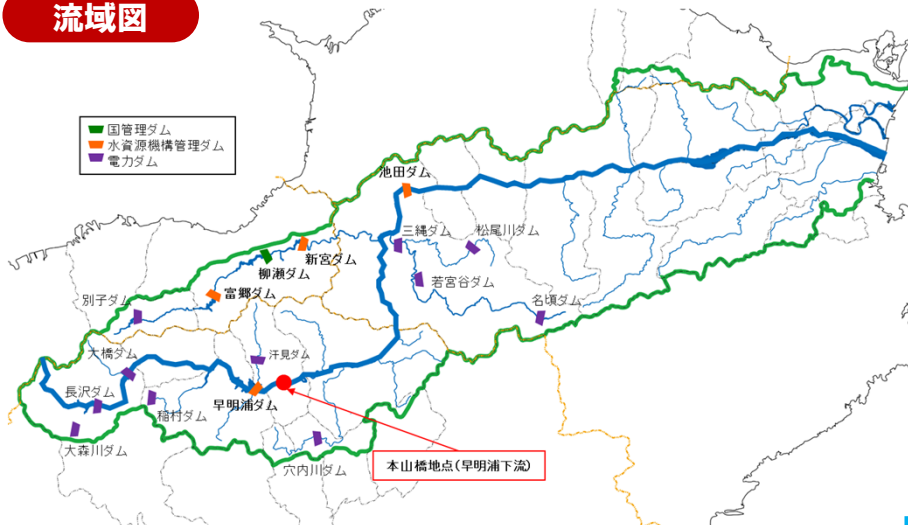 流域図
国管理ダム
水資源機構管理ダム
電力ダム
池田ダム
三縄ダム
松尾川ダム
新宮ダム
柳瀬ダム
若宮谷ダム
富郷ダム
別子ダム
名頃ダム
大橋ダム
汗見ダム
長沢ダム
早明浦ダム
稲村ダム
大森川ダム
穴内川ダム
本山橋地点(早明浦下流)